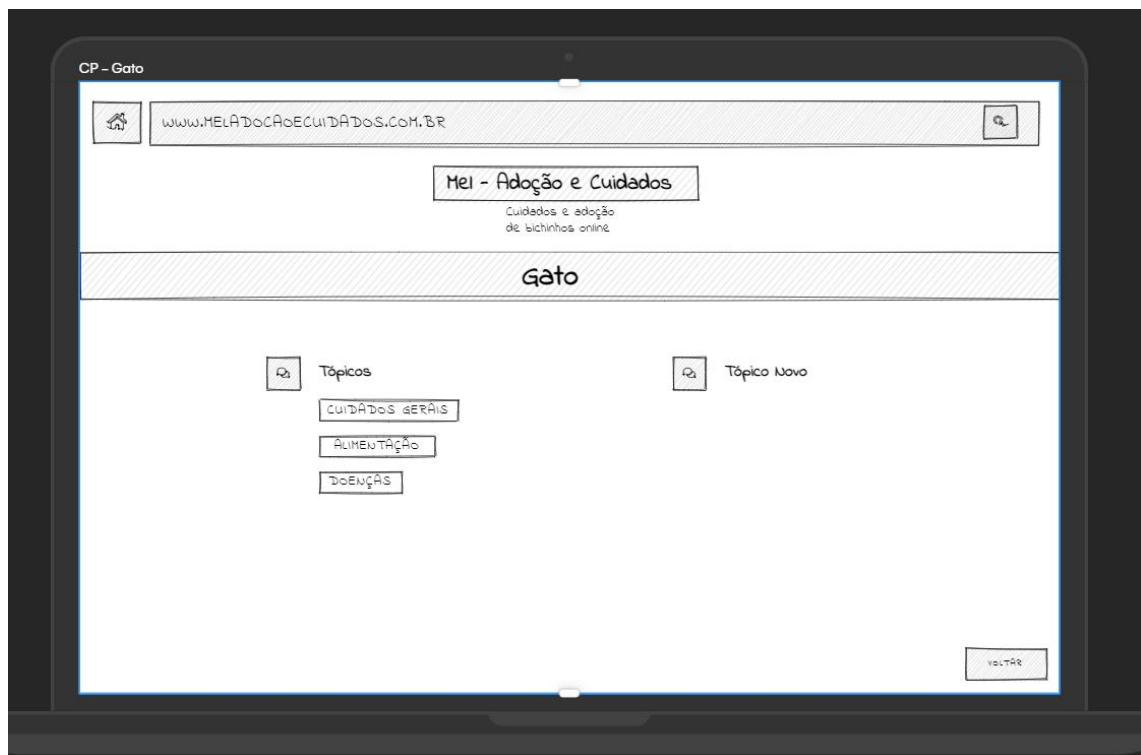 CP - Gato
WWW.MELADOCAOECUIDADOS.COM.BR
Mel - Adoção e Cuidados
Cuidados e adoção
de bichinhos online
Gato
Tópicos
Tópico Novo
CUIDADOS GERAIS
ALIMENTAÇÃO
DOENÇAS
VOLTAR